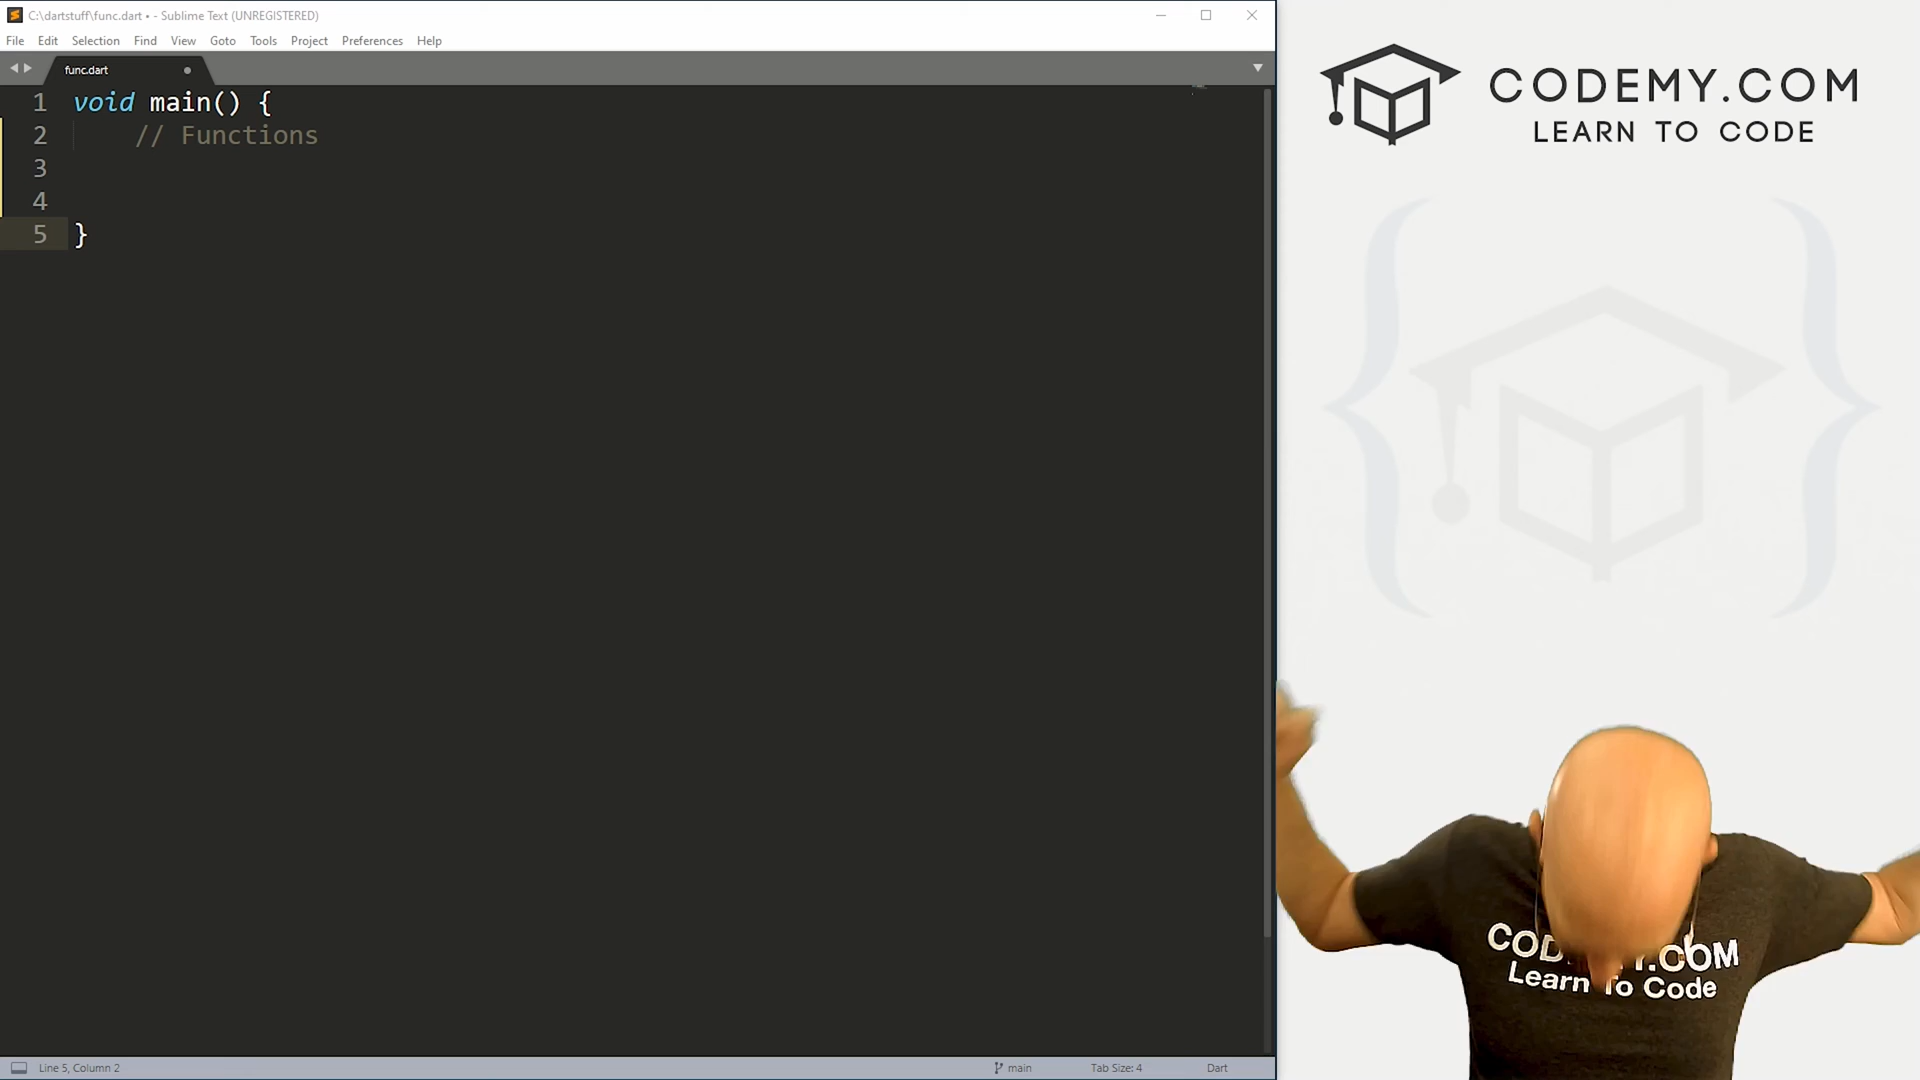 C:\dartstuff\func.dart • - Sublime Text (UNREGISTERED)
File Edit Selection Find View Goto Tools Project Preferences Help
func.dart
1 void main() {
2 // Functions
3
4
5 }
Line 5, Column 2
main
Tab Size: 4
Dart
CODEMY.COM
LEARN TO CODE
Learn To Code